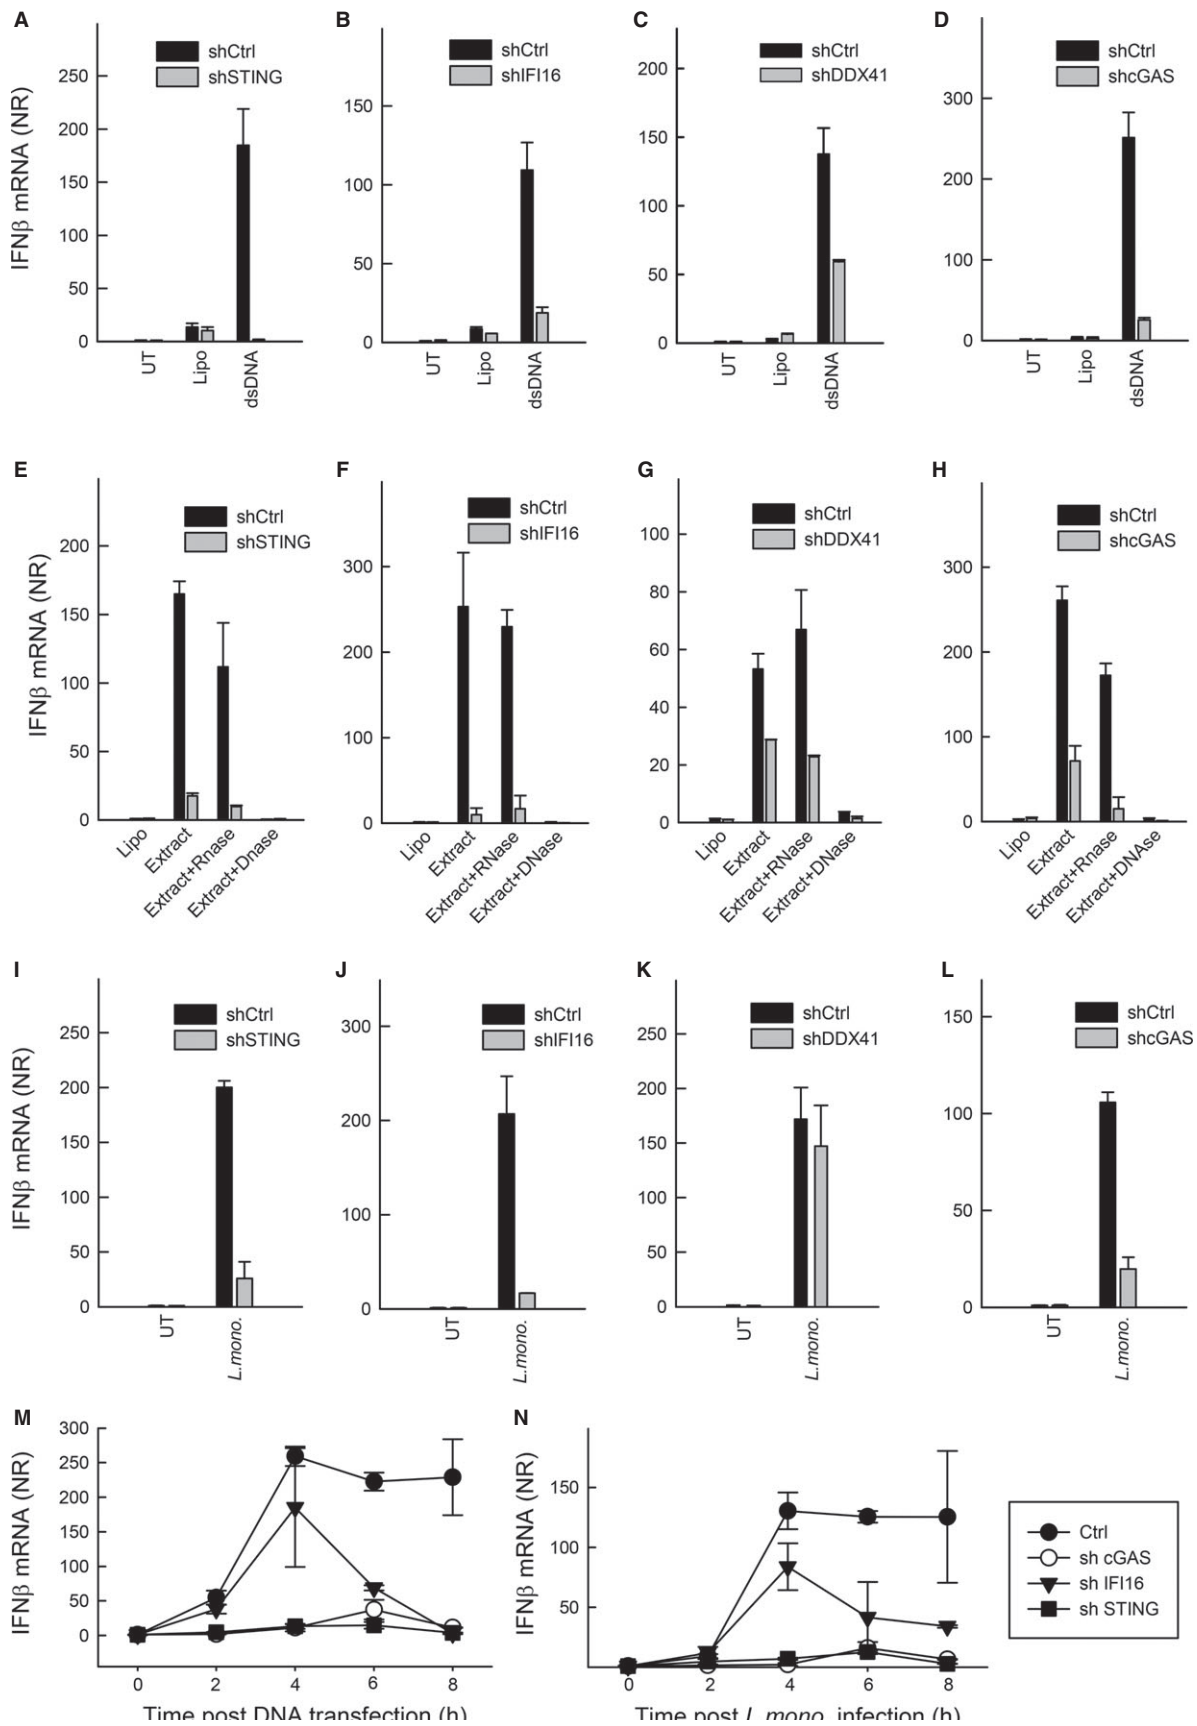 A
B
C
D
IFNβ mRNA (NR)
shCtrl
shSTING
250
200
150
100
50
0
UT
Lipo
dsDNA
shCtrl
shIFI16
150
100
50
0
UT
Lipo
dsDNA
shCtrl
shDDX41
200
150
100
50
0
UT
Lipo
dsDNA
shCtrl
shcGAS
300
200
100
0
UT
Lipo
dsDNA
E
F
G
H
IFNβ mRNA (NR)
shCtrl
shSTING
200
150
100
50
0
Lipo
Extract
Extract+Rnase
Extract+Dnase
shCtrl
shIFI16
300
200
100
0
Lipo
Extract
Extract+RNase
Extract+DNase
shCtrl
shDDX41
100
80
60
40
20
0
Lipo
Extract
Extract+RNase
Extract+DNase
shCtrl
shcGAS
300
200
100
0
Lipo
Extract
Extract+Rnase
Extract+DNAse
I
J
K
L
IFNβ mRNA (NR)
shCtrl
shSTING
250
200
150
100
50
0
UT
L.mono.
shCtrl
shIFI16
300
200
100
0
UT
L.mono.
shCtrl
shDDX41
250
200
150
100
50
0
UT
L.mono.
shCtrl
shcGAS
150
100
50
0
UT
L.mono.
M
IFNβ mRNA (NR)
300
250
200
150
100
50
0
0 2 4 6 8
Time post DNA transfection (h)
N
IFNβ mRNA (NR)
150
100
50
0 2 4 6 8
Time post L. mono. infection (h)
Ctrl
sh cGAS
sh IFI16
sh STING